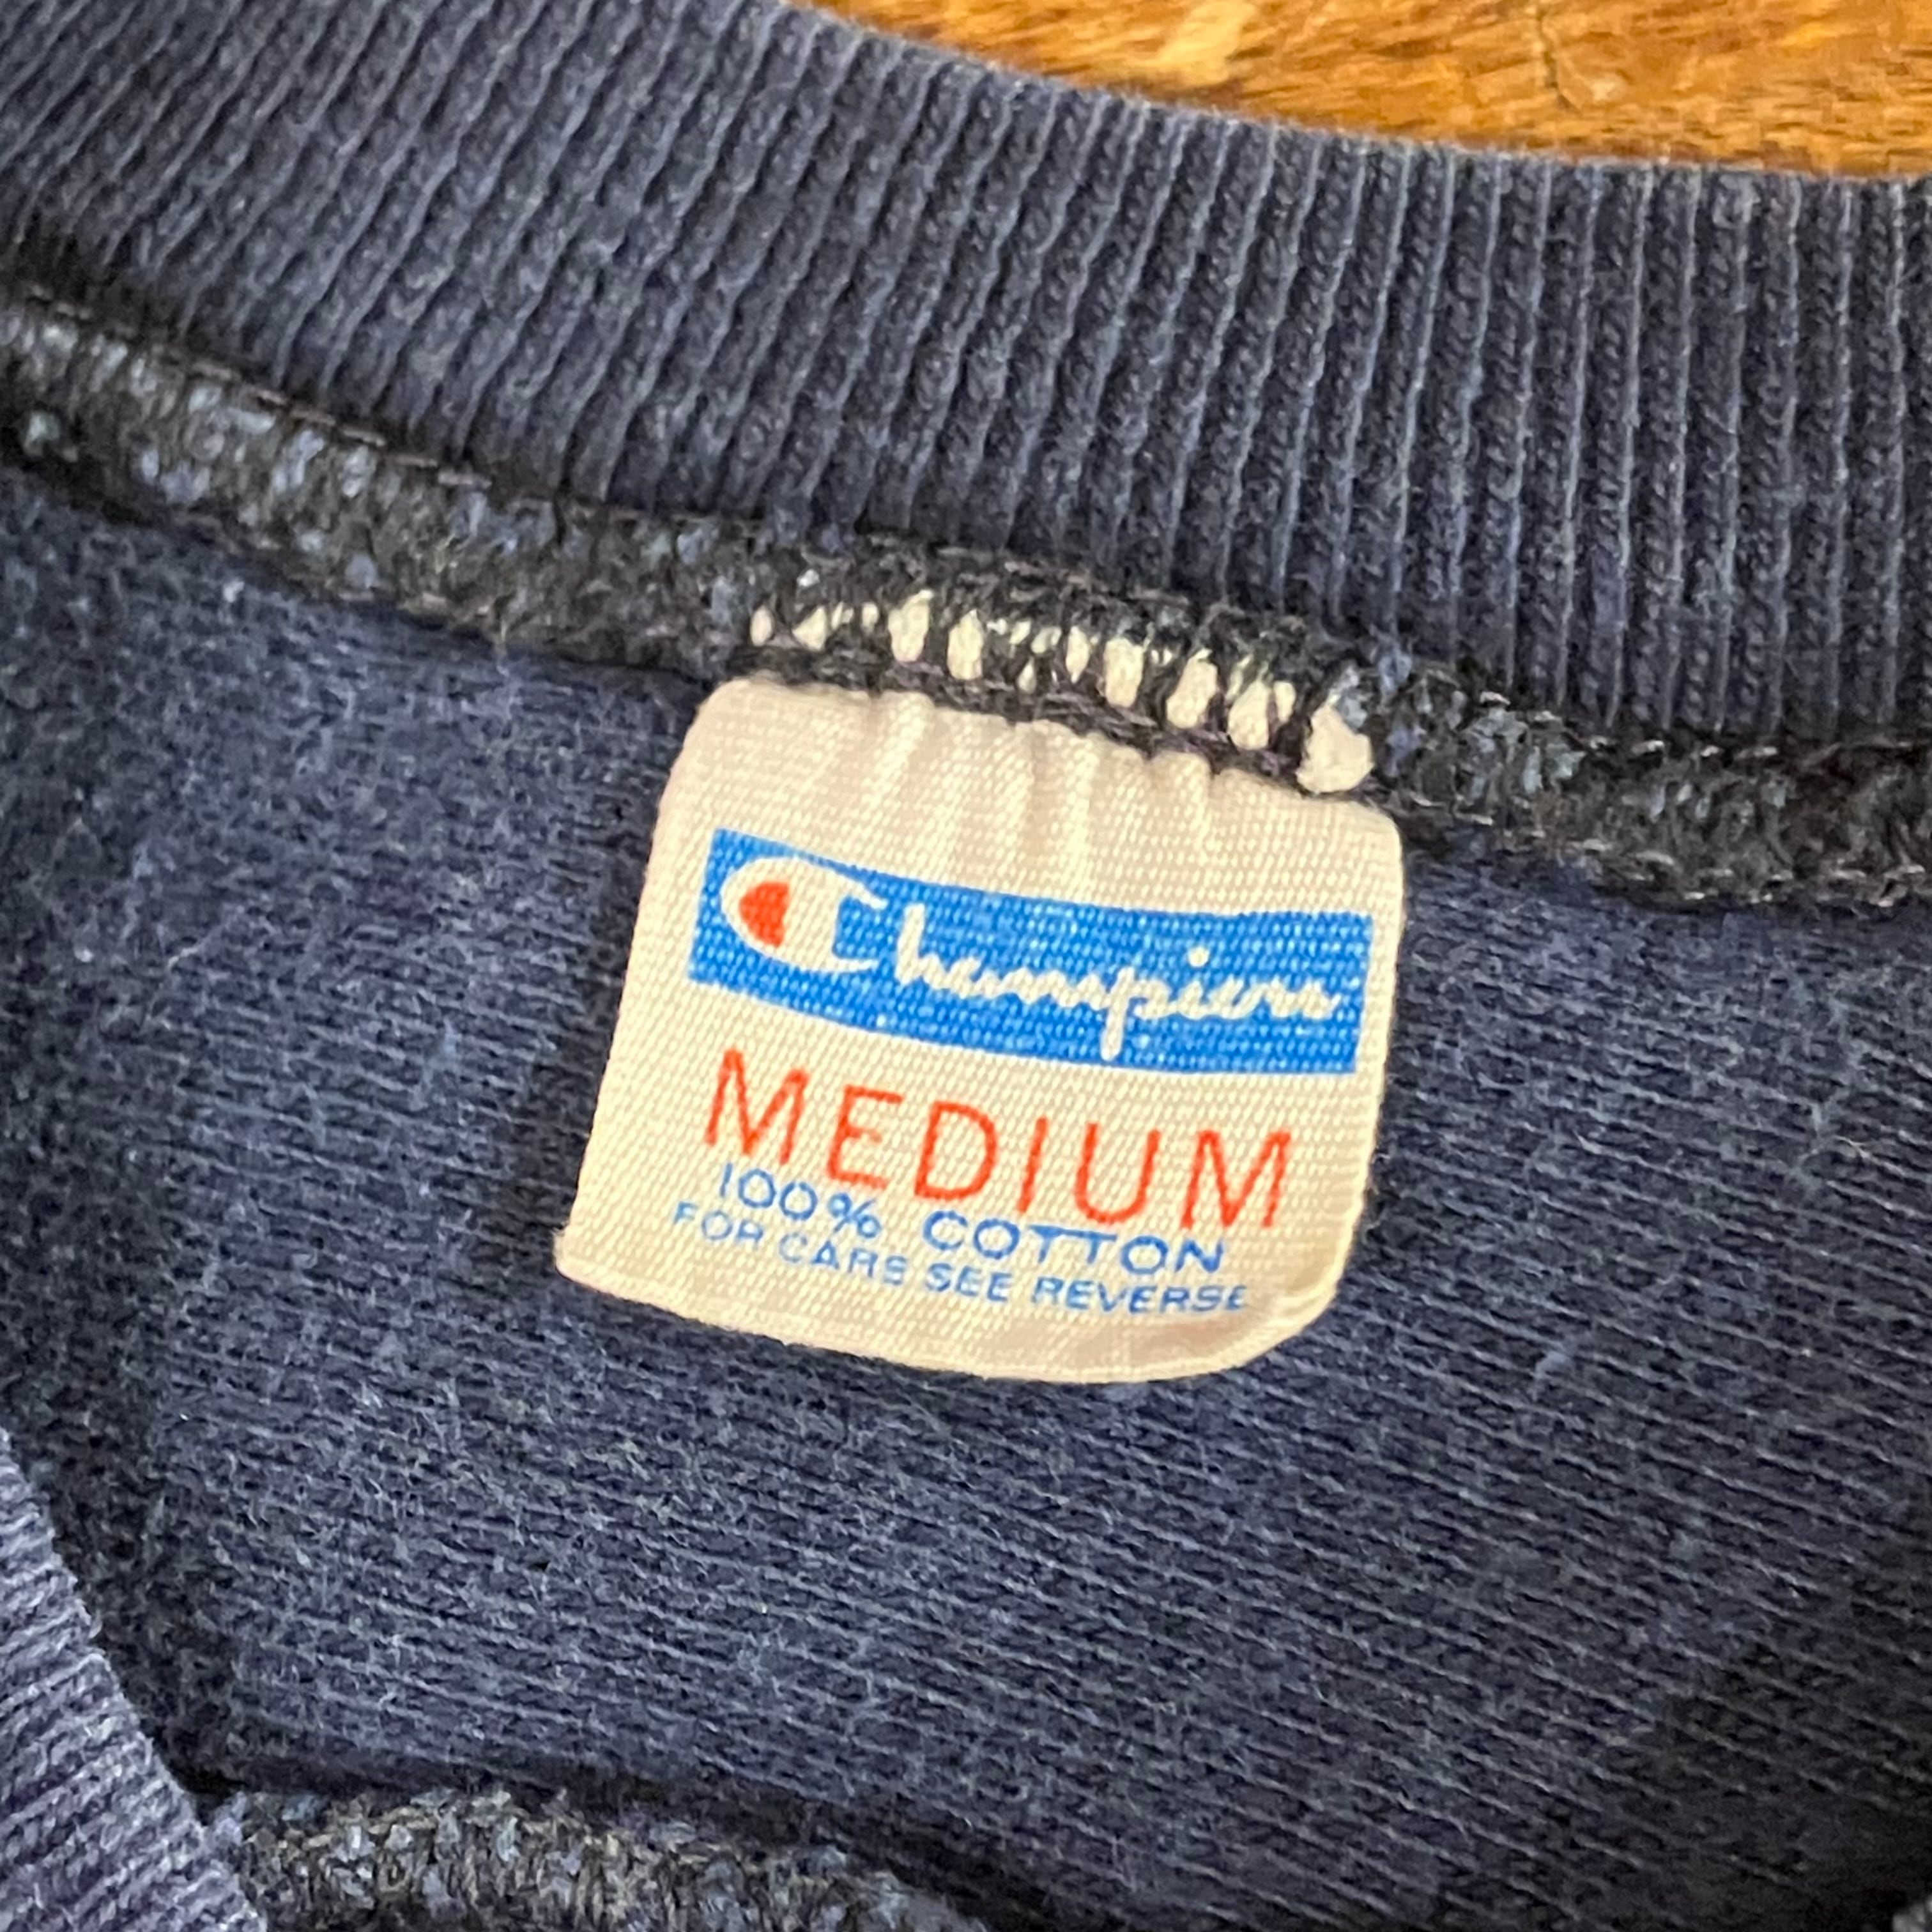 Champion
MEDIUM
100% COTTON
FOR CARE SEE REVERSE